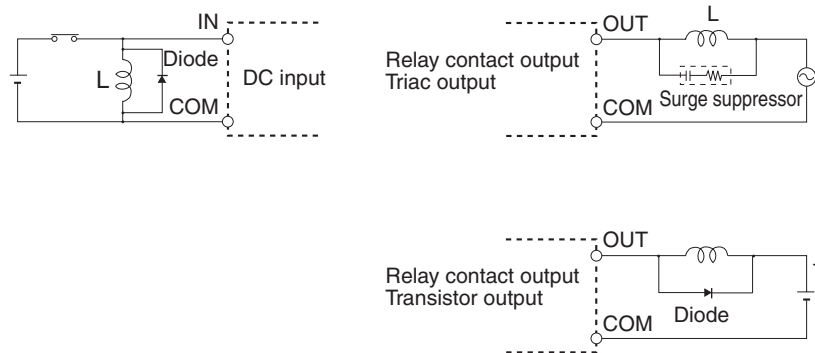 IN
Diode
L
DC input
COM
OUT
L
Relay contact output
Triac output
Surge suppressor
COM
OUT
Relay contact output
Transistor output
Diode
COM